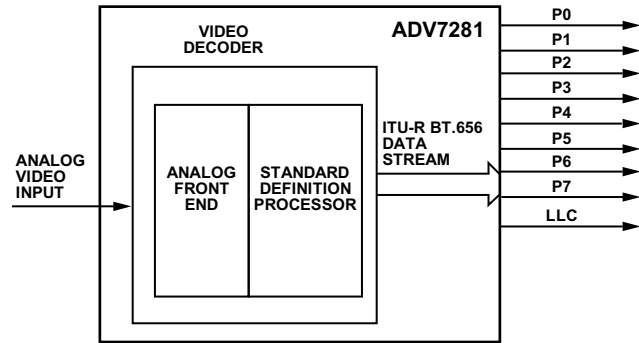 VIDEO
DECODER
ADV7281
ANALOG
VIDEO
INPUT
ANALOG
FRONT
END
STANDARD
DEFINITION
PROCESSOR
ITU-R BT.656
DATA
STREAM
P0
P1
P2
P3
P4
P5
P6
P7
LLC